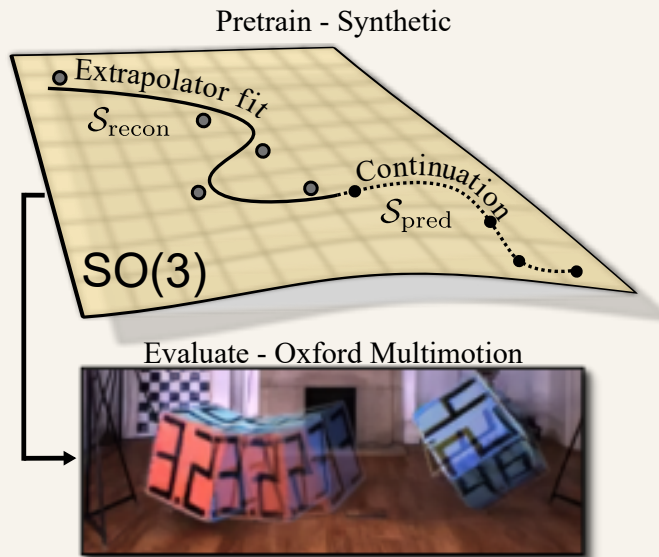 Pretrain - Synthetic
Extrapolator fit
𝒮recon
Continuation
𝒮pred
SO(3)
Evaluate - Oxford Multimotion